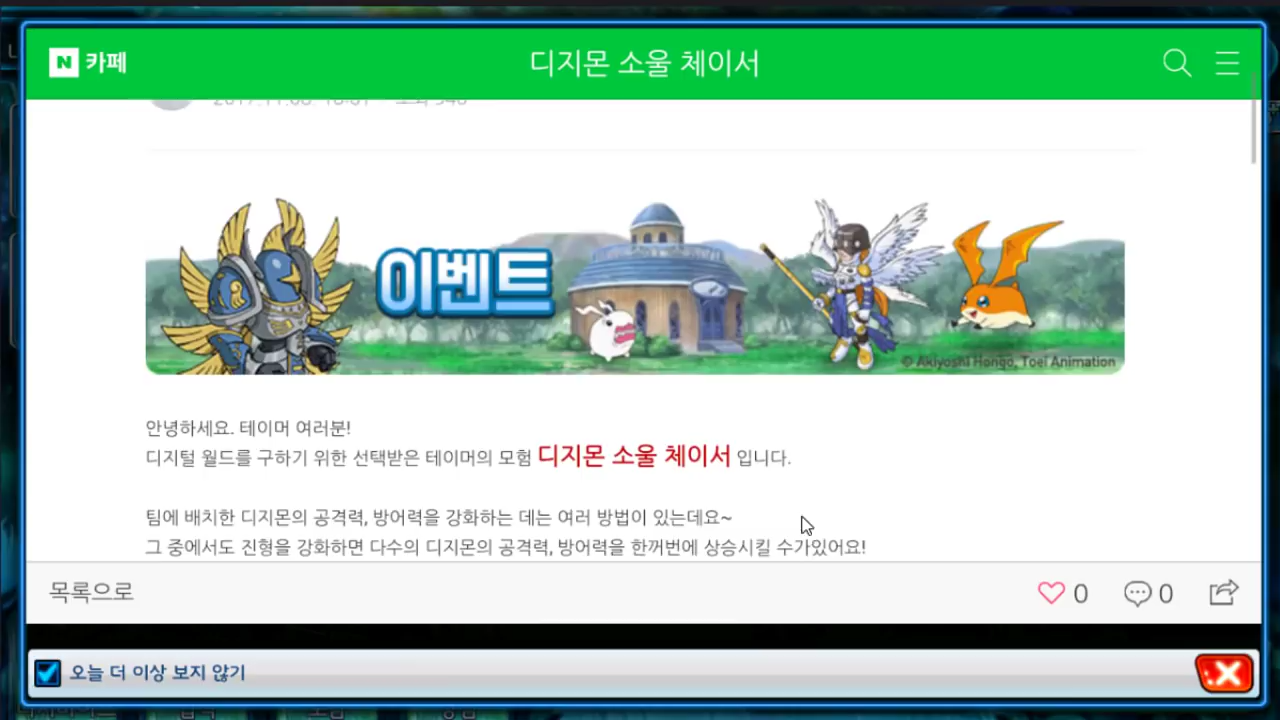 N 카페
디지몬 소울 체이서
이벤트
© Akiyoshi Hongo, Toei Animation
안녕하세요. 테이머 여러분!
디지털 월드를 구하기 위한 선택받은 테이머의 모험 디지몬 소울 체이서 입니다.
팀에 배치한 디지몬의 공격력, 방어력을 강화하는 데는 여러 방법이 있는데요~
그 중에서도 진형을 강화하면 다수의 디지몬의 공격력, 방어력을 한꺼번에 상승시킬 수가있어요!
목록으로
0
0
오늘 더 이상 보지 않기